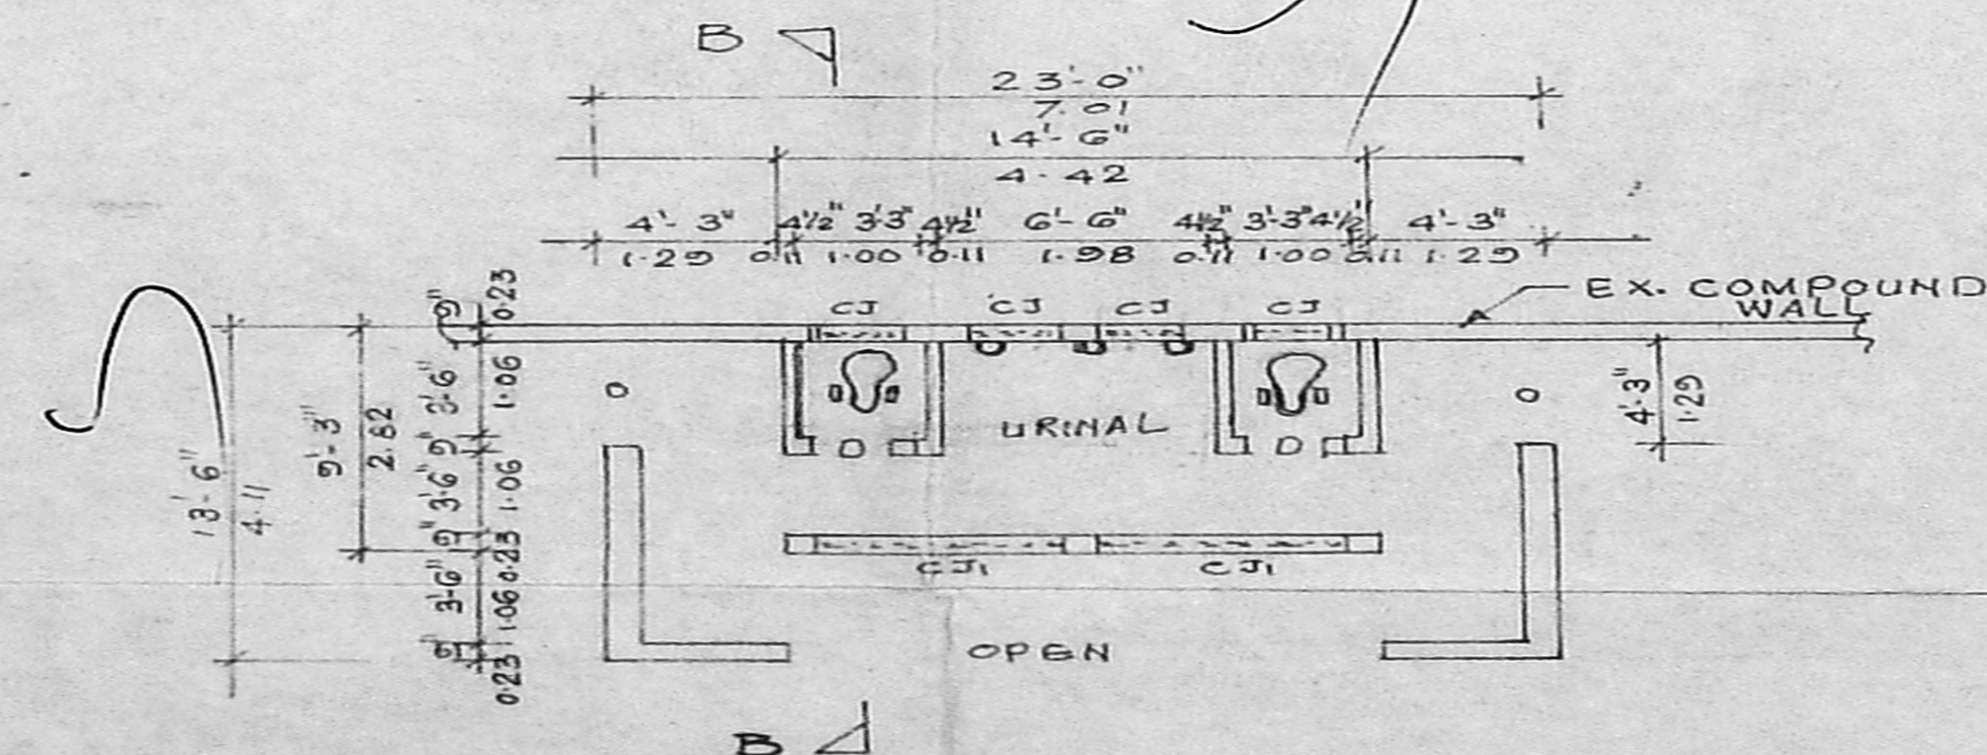 B
23'-0"
7.01
14'-6"
4.42
4'-3" 4½" 3'3" 4½" 6'-6" 4½" 3'-3" 4½" 4'-3"
1.29 0.11 1.00 0.11 1.98 0.11 1.00 0.11 1.29
EX. COMPOUND
WALL
CJ CJ CJ CJ
9" 0.23
3'-6" 1.06
9"
3'-6" 1.06
9" 0.23
3'-6" 1.06
9" 0.23
9'-3"
2.82
13'-6"
4.11
4'-3"
1.29
URINAL
CJ1 CJ1
OPEN
B